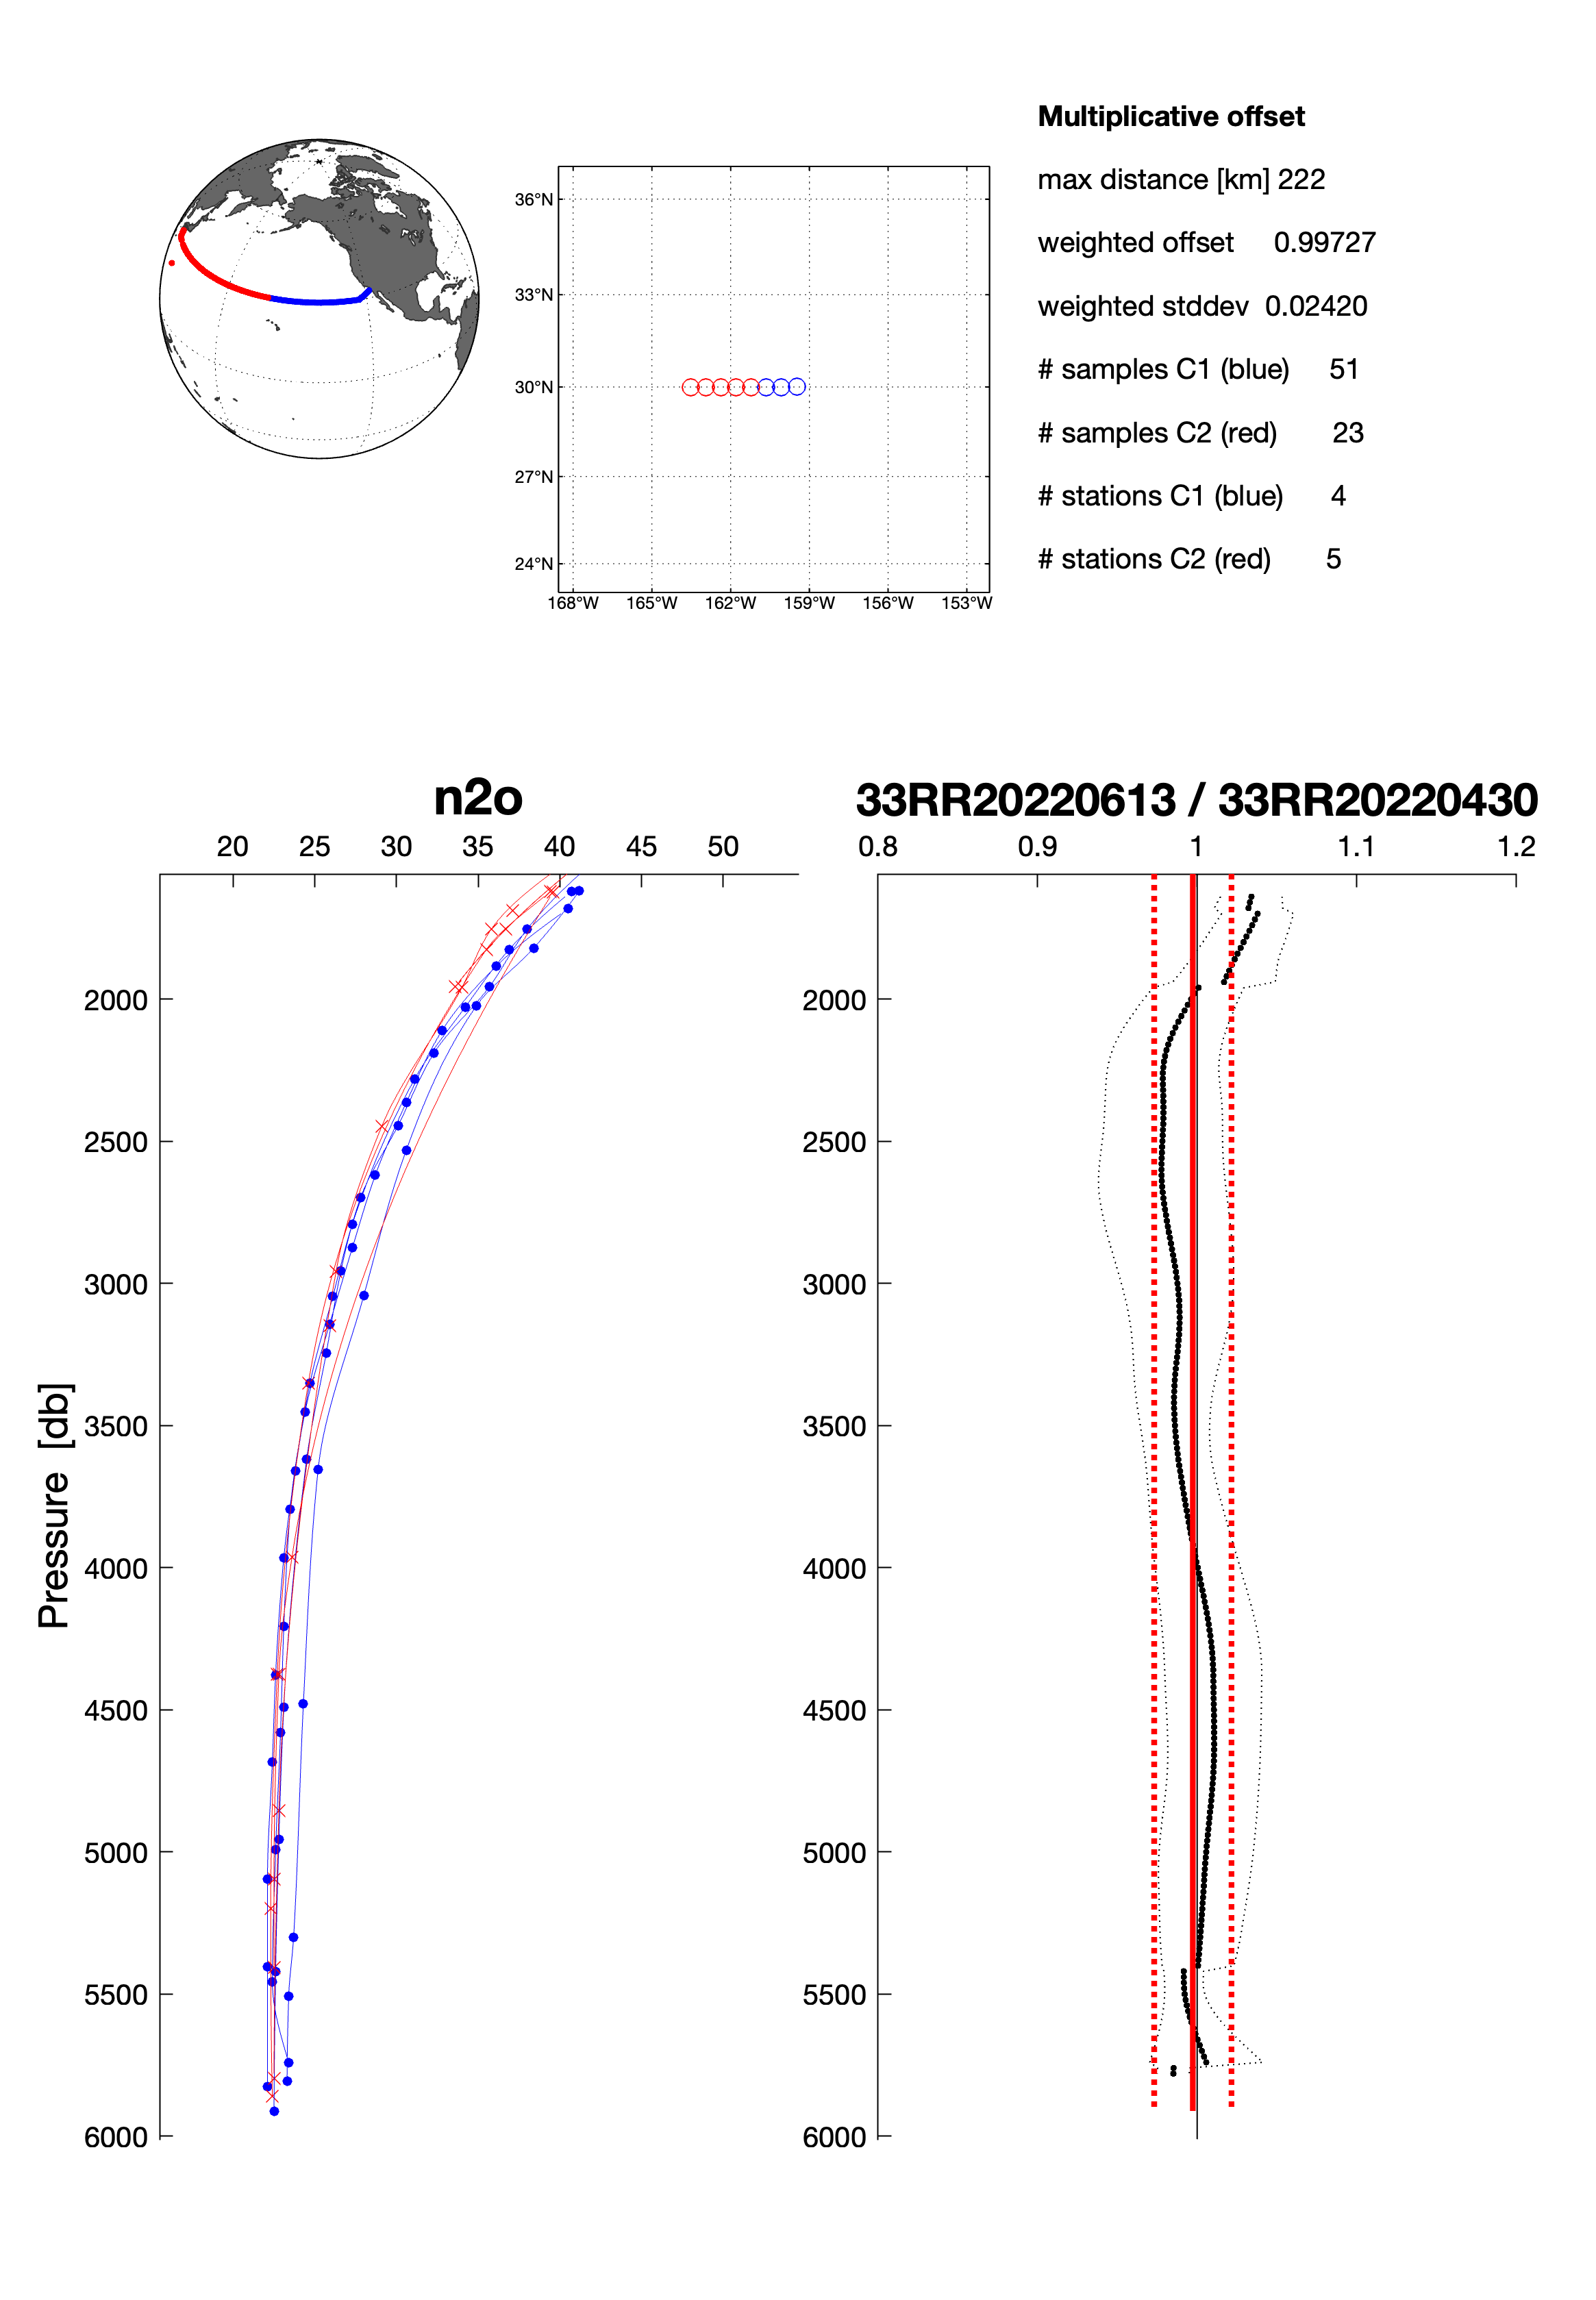 Multiplicative offset
max distance [km] 222
weighted offset 0.99727
weighted stddev 0.02420
# samples C1 (blue) 51
# samples C2 (red) 23
# stations C1 (blue) 4
# stations C2 (red) 5
36°N
33°N
30°N
27°N
24°N
168°W 165°W 162°W 159°W 156°W 153°W
n2o
20 25 30 35 40 45 50
2000
2500
3000
3500
4000
4500
5000
5500
6000
Pressure [db]
33RR20220613 / 33RR20220430
0.8 0.9 1 1.1 1.2
2000
2500
3000
3500
4000
4500
5000
5500
6000